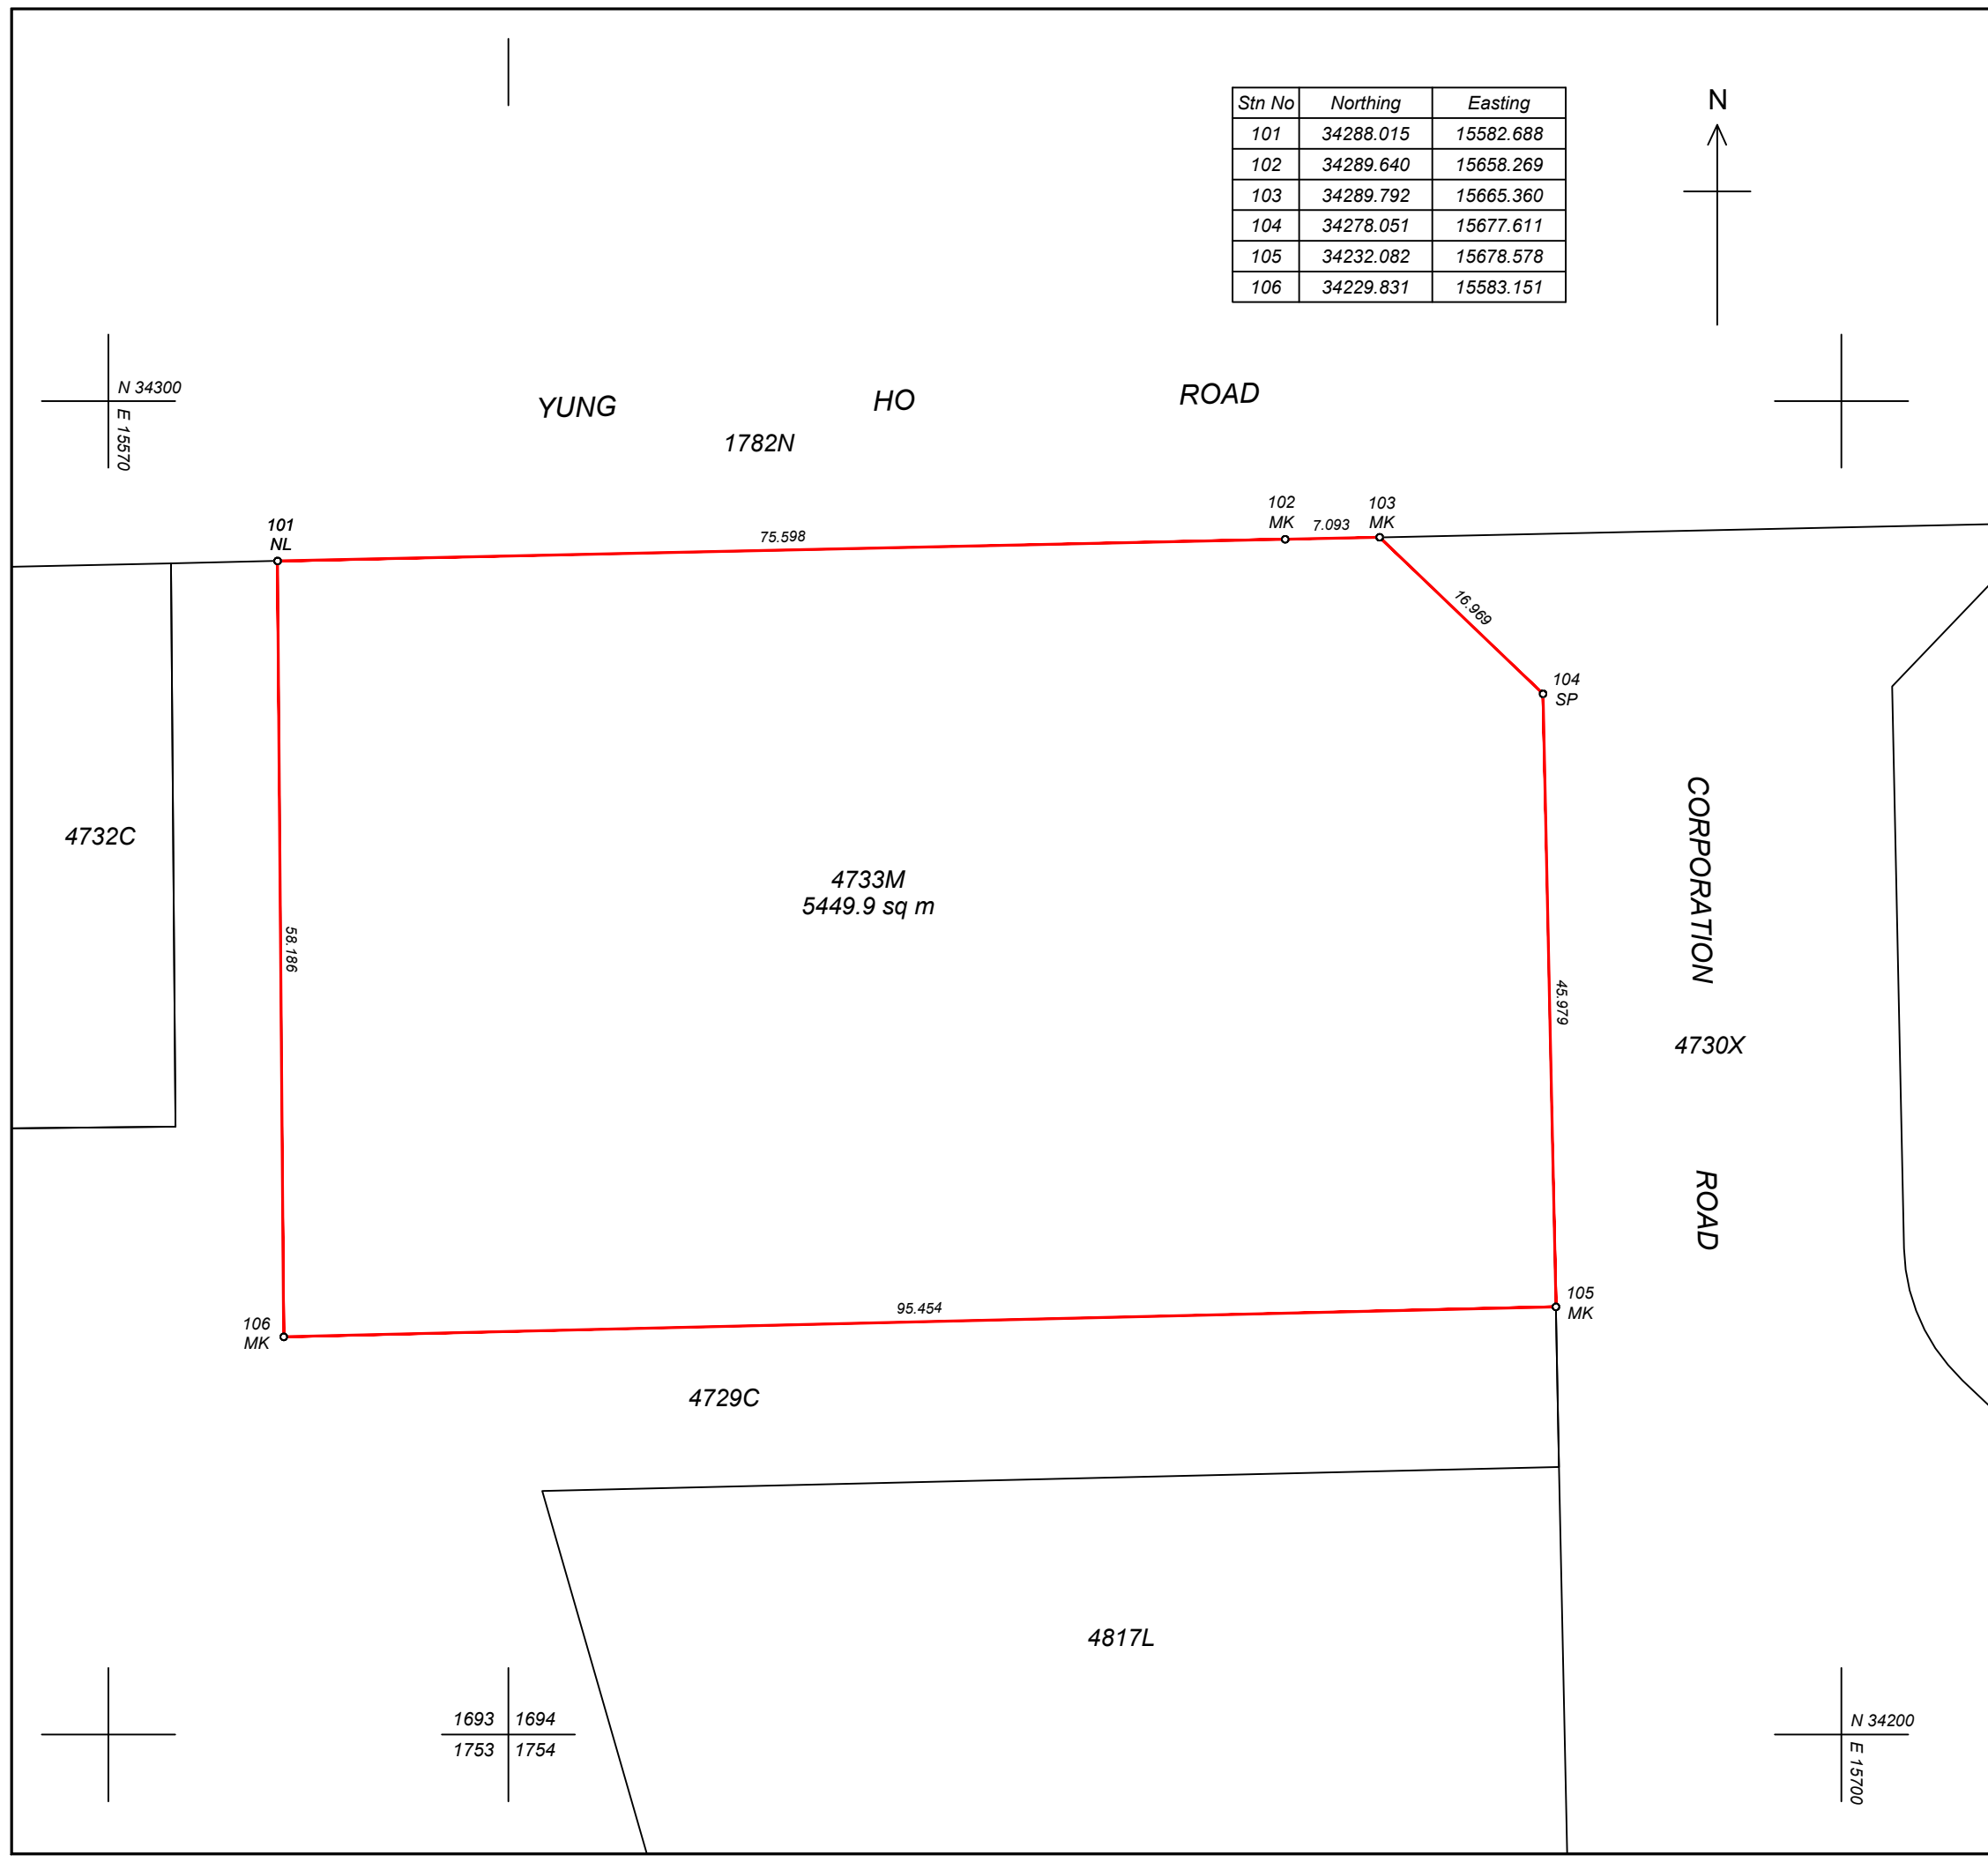 Stn No Northing Easting
101 34288.015 15582.688
102 34289.640 15658.269
103 34289.792 15665.360
104 34278.051 15677.611
105 34232.082 15678.578
106 34229.831 15583.151
N
N 34300
E 15570
YUNG HO ROAD
1782N
101
NL
75.598
102
MK
7.093
103
MK
16.969
104
SP
4732C
4733M
5449.9 sq m
58.186
45.979
CORPORATION
4730X
ROAD
95.454
105
MK
106
MK
4729C
4817L
1693 1694
1753 1754
N 34200
E 15700